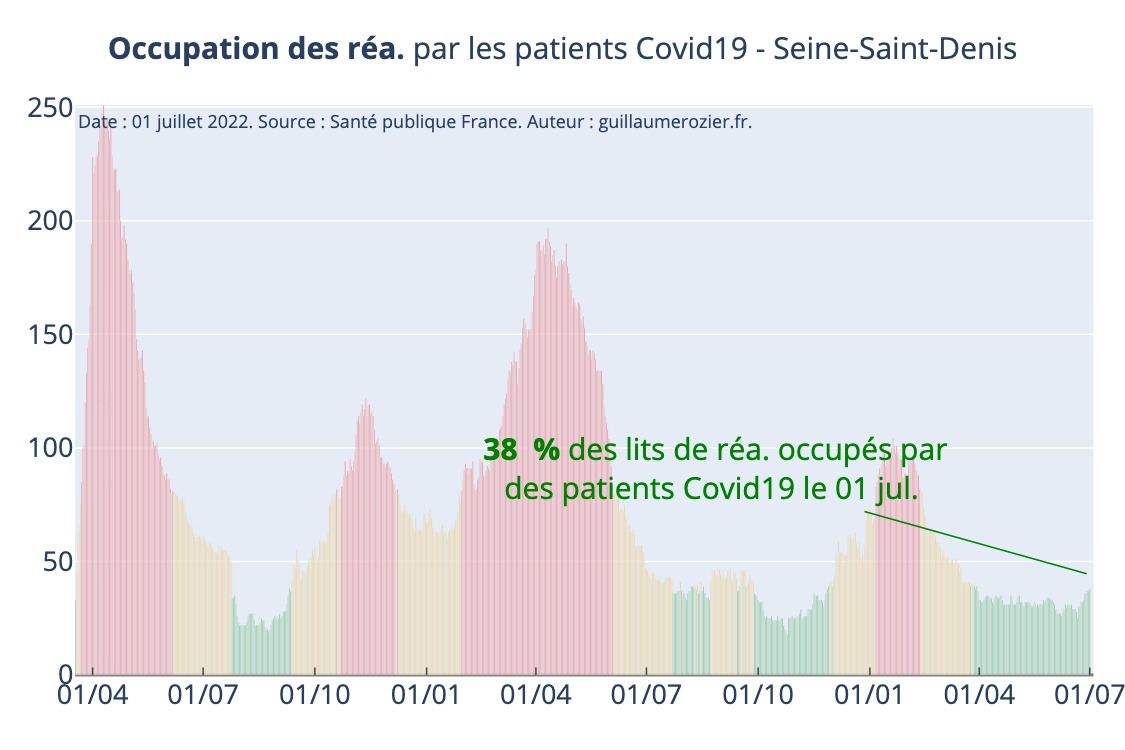 Occupation des réa. par les patients Covid19 - Seine-Saint-Denis
250
Date : 01 juillet 2022. Source : Santé publique France. Auteur : guillaumerozier.fr.
200
150
100
38 % des lits de réa. occupés par
des patients Covid19 le 01 jul.
50
0
01/04 01/07 01/10 01/01 01/04 01/07 01/10 01/01 01/04 01/07